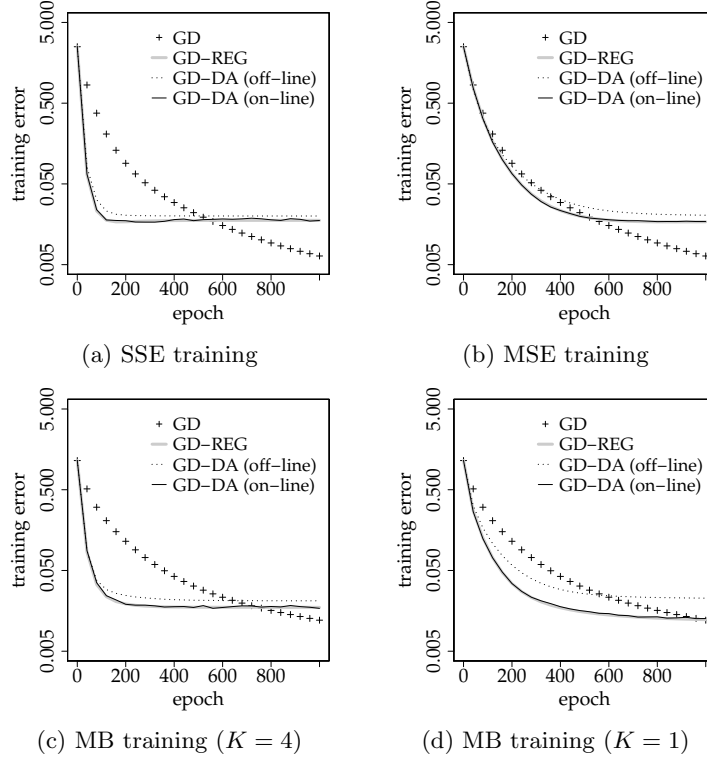 5.000
0.500
0.050
0.005
training error
GD
GD−REG
GD−DA (off−line)
GD−DA (on−line)
0 200 400 600 800
epoch
(a) SSE training
5.000
0.500
0.050
0.005
training error
GD
GD−REG
GD−DA (off−line)
GD−DA (on−line)
0 200 400 600 800
epoch
(b) MSE training
5.000
0.500
0.050
0.005
training error
GD
GD−REG
GD−DA (off−line)
GD−DA (on−line)
0 200 400 600 800
epoch
(c) MB training (K = 4)
5.000
0.500
0.050
0.005
training error
GD
GD−REG
GD−DA (off−line)
GD−DA (on−line)
0 200 400 600 800
epoch
(d) MB training (K = 1)